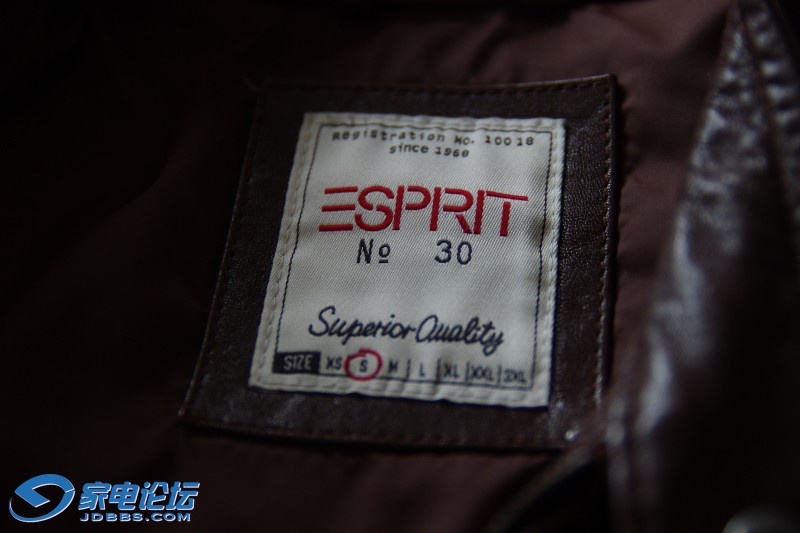 Registration No. 10018
since 1968
ESPRIT
Nº 30
Superior Quality
SIZE XS S M L XL XXL 3XL
家电论坛
JDBBS.COM